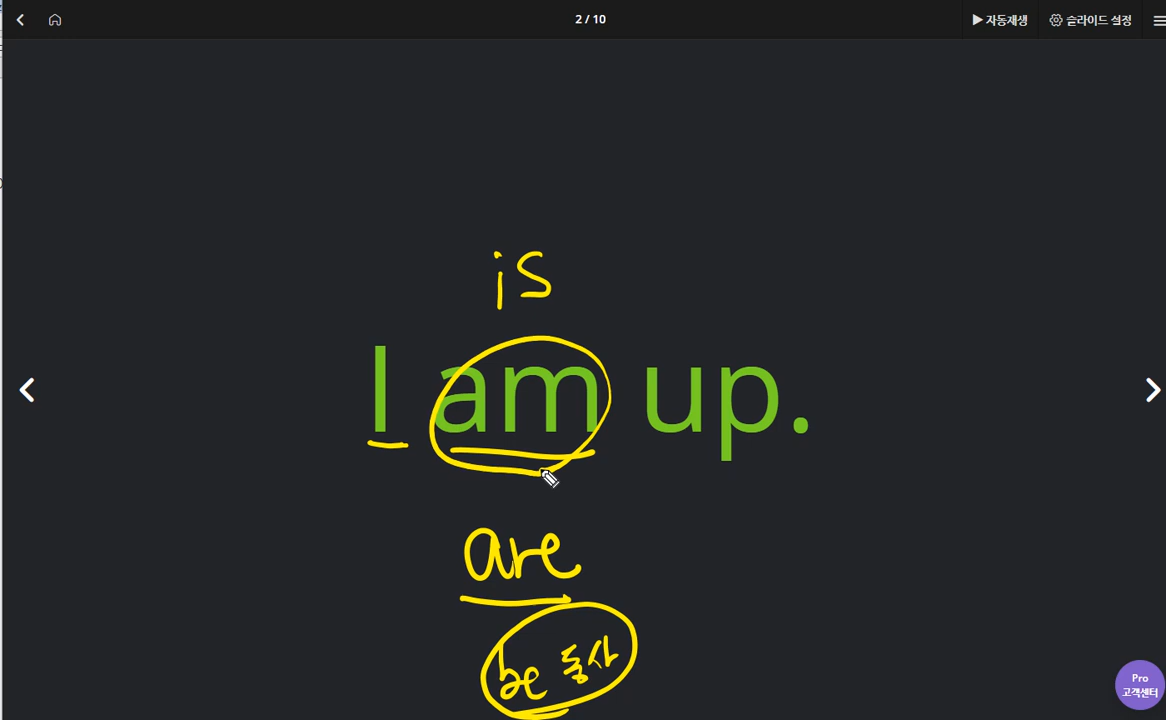 2 / 10
▶ 자동재생
슬라이드 설정
is
I am up.
are
be 동사
Pro
고객센터